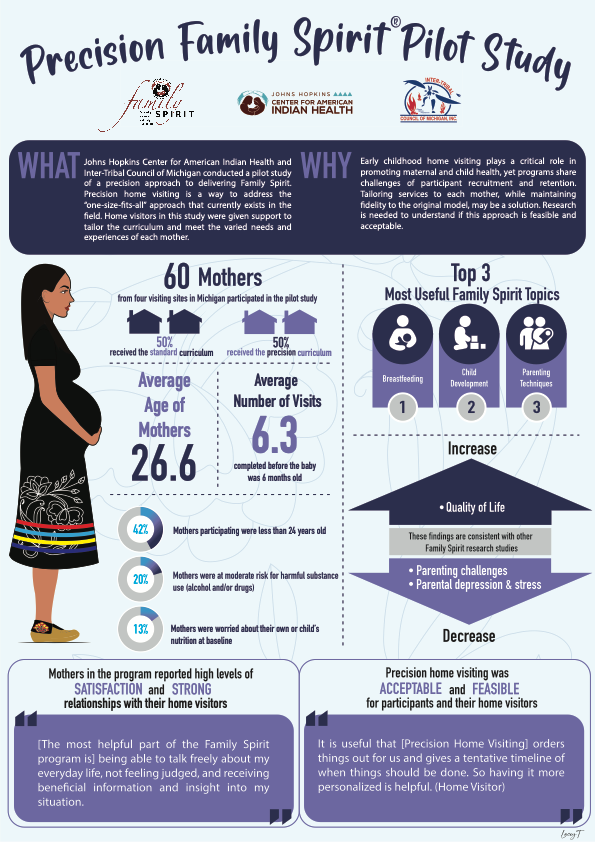 Precision Family Spirit® Pilot Study
family
SPIRIT
JOHNS HOPKINS
CENTER FOR AMERICAN
INDIAN HEALTH
INTER-TRIBAL
COUNCIL OF MICHIGAN, INC.
WHAT
Johns Hopkins Center for American Indian Health and
Inter-Tribal Council of Michigan conducted a pilot study
of a precision approach to delivering Family Spirit.
Precision home visiting is a way to address the
"one-size-fits-all" approach that currently exists in the
field. Home visitors in this study were given support to
tailor the curriculum and meet the varied needs and
experiences of each mother.
WHY
Early childhood home visiting plays a critical role in
promoting maternal and child health, yet programs share
challenges of participant recruitment and retention.
Tailoring services to each mother, while maintaining
fidelity to the original model, may be a solution. Research
is needed to understand if this approach is feasible and
acceptable.
60 Mothers
from four visiting sites in Michigan participated in the pilot study
50%
received the standard curriculum
50%
received the precision curriculum
Average
Age of
Mothers
26.6
Average
Number of Visits
6.3
completed before the baby
was 6 months old
42%
Mothers participating were less than 24 years old
20%
Mothers were at moderate risk for harmful substance
use (alcohol and/or drugs)
13%
Mothers were worried about their own or child's
nutrition at baseline
Top 3
Most Useful Family Spirit Topics
Breastfeeding
1
Child
Development
2
Parenting
Techniques
3
Increase
• Quality of Life
These findings are consistent with other
Family Spirit research studies
• Parenting challenges
• Parental depression & stress
Decrease
Mothers in the program reported high levels of
SATISFACTION and STRONG
relationships with their home visitors
[The most helpful part of the Family Spirit
program is] being able to talk freely about my
everyday life, not feeling judged, and receiving
beneficial information and insight into my
situation.
Precision home visiting was
ACCEPTABLE and FEASIBLE
for participants and their home visitors
It is useful that [Precision Home Visiting] orders
things out for us and gives a tentative timeline of
when things should be done. So having it more
personalized is helpful. (Home Visitor)